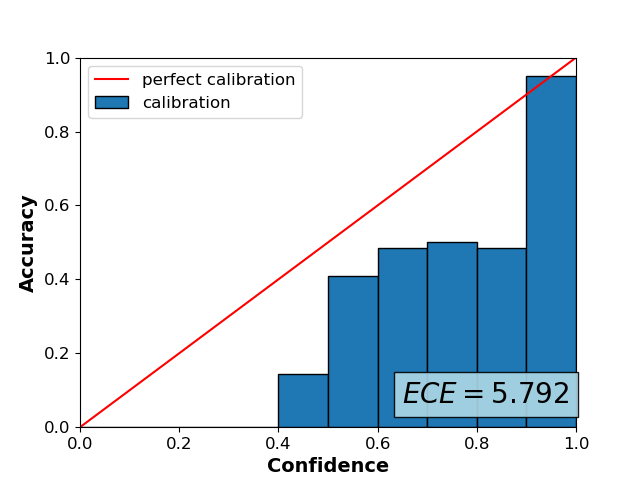 perfect calibration
calibration
1.0
0.8
0.6
0.4
0.2
0.0
Accuracy
ECE = 5.792
0.0 0.2 0.4 0.6 0.8 1.0
Confidence